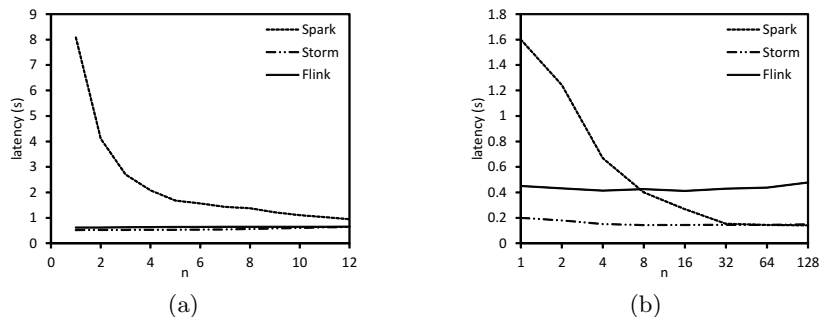 9
8
7
6
5
4
3
2
1
0
latency (s)
0 2 4 6 8 10 12
n
Spark
Storm
Flink
(a)
1.8
1.6
1.4
1.2
1
0.8
0.6
0.4
0.2
0
latency (s)
1 2 4 8 16 32 64 128
n
Spark
Storm
Flink
(b)